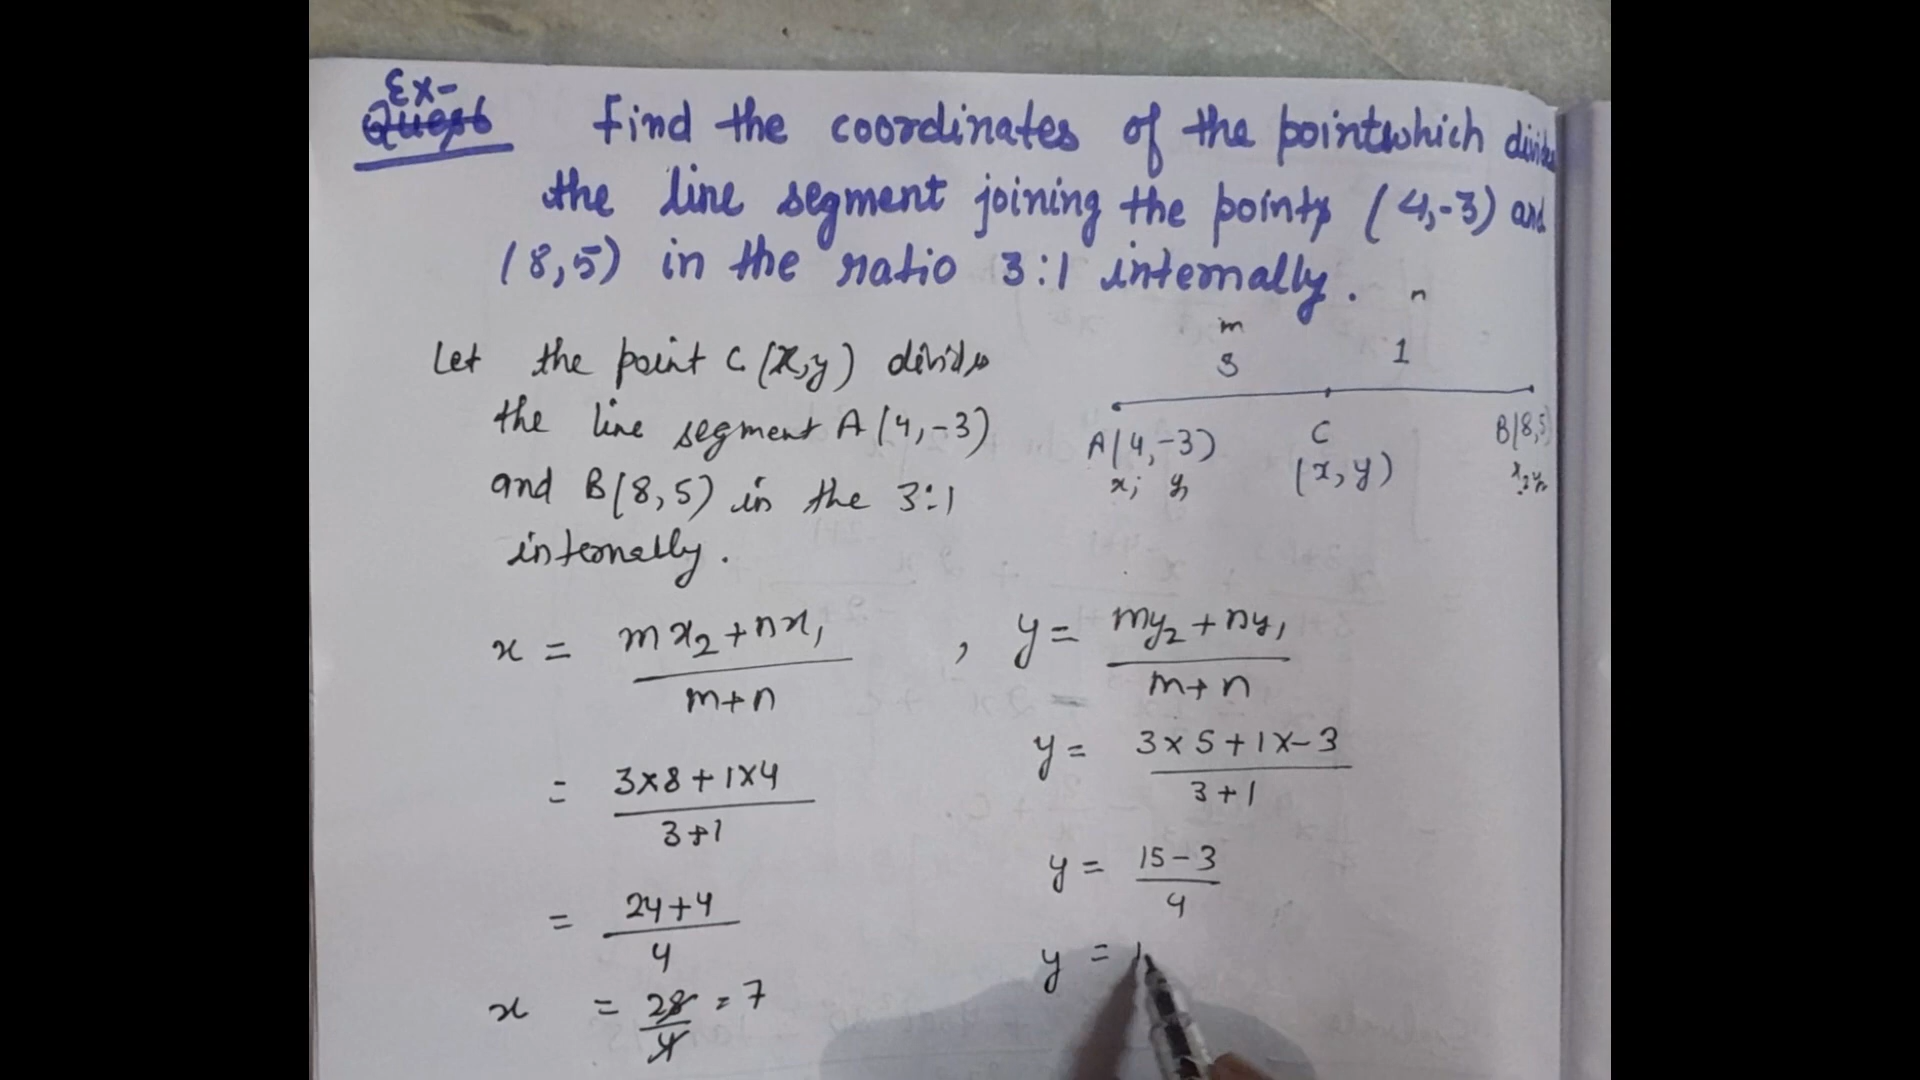 Ex-
Quest Find the coordinates of the point which divides
the line segment joining the points (4,-3) and
(8,5) in the ratio 3:1 internally.
m n
3 1
A(4,-3) C B(8,5)
x₁ y₁ (x,y) x₂ y₂
Let the point C (x,y) divides
the line segment A (4,-3)
and B(8,5) in the 3:1
internally.
x = mx₂+nx₁ / m+n , y = my₂+ny₁ / m+n
= 3×8+1×4 / 3+1
y = 3×5+1×-3 / 3+1
= 24+4 / 4
y = 15-3 / 4
x = 28/4 = 7
y = 1